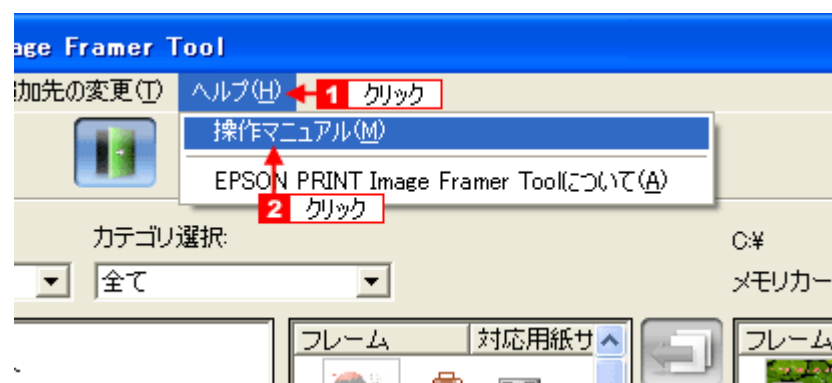 age Framer Tool
加先の変更(T) ヘルプ(H) 1 クリック
操作マニュアル(M)
EPSON PRINT Image Framer Toolについて(A)
2 クリック
カテゴリ選択:
C:¥
全て
メモリカー
フレーム 対応用紙サ
フレーム